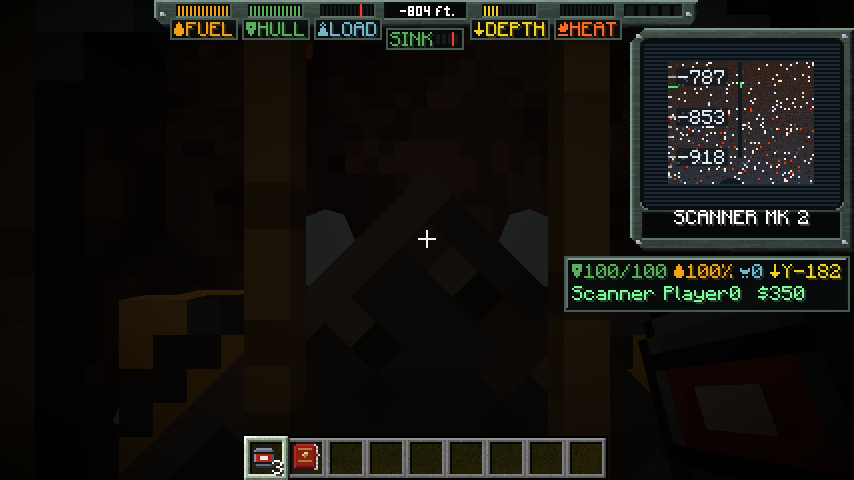 -804 ft.
FUEL HULL LOAD SINK DEPTH HEAT
-787
-853
-918
SCANNER MK 2
100/100 100% 0 Y-182
Scanner Player0 $350
3